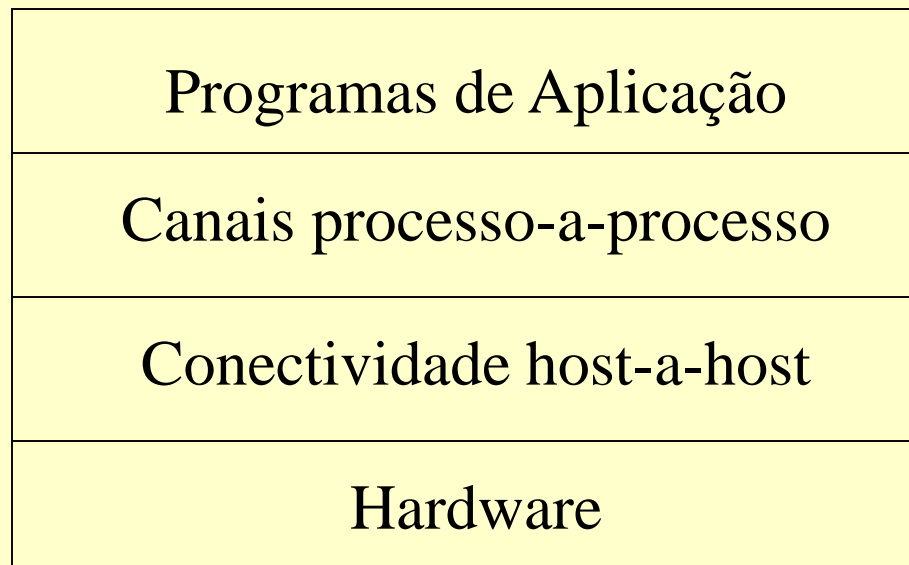 Programas de Aplicação
Canais processo-a-processo
Conectividade host-a-host
Hardware